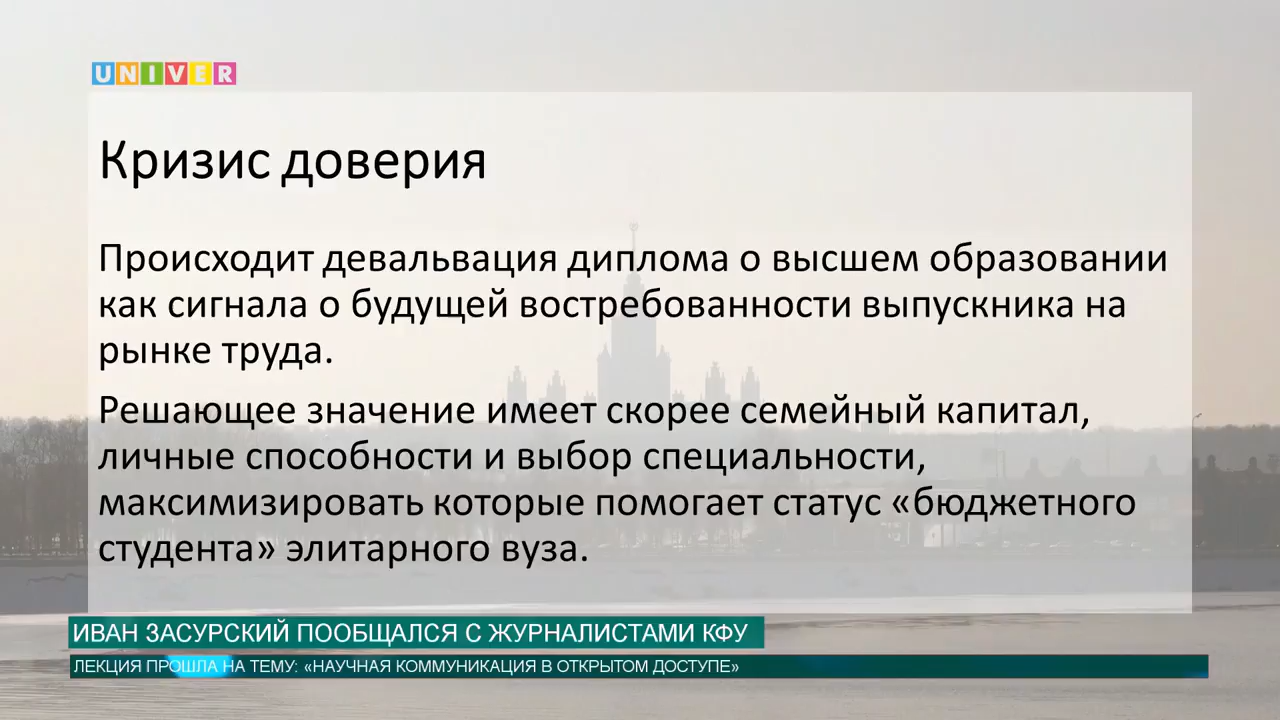 UNIVER
Кризис доверия
Происходит девальвация диплома о высшем образовании
как сигнала о будущей востребованности выпускника на
рынке труда.
Решающее значение имеет скорее семейный капитал,
личные способности и выбор специальности,
максимизировать которые помогает статус «бюджетного
студента» элитарного вуза.
ИВАН ЗАСУРСКИЙ ПООБЩАЛСЯ С ЖУРНАЛИСТАМИ КФУ
ЛЕКЦИЯ ПРОШЛА НА ТЕМУ: «НАУЧНАЯ КОММУНИКАЦИЯ В ОТКРЫТОМ ДОСТУПЕ»